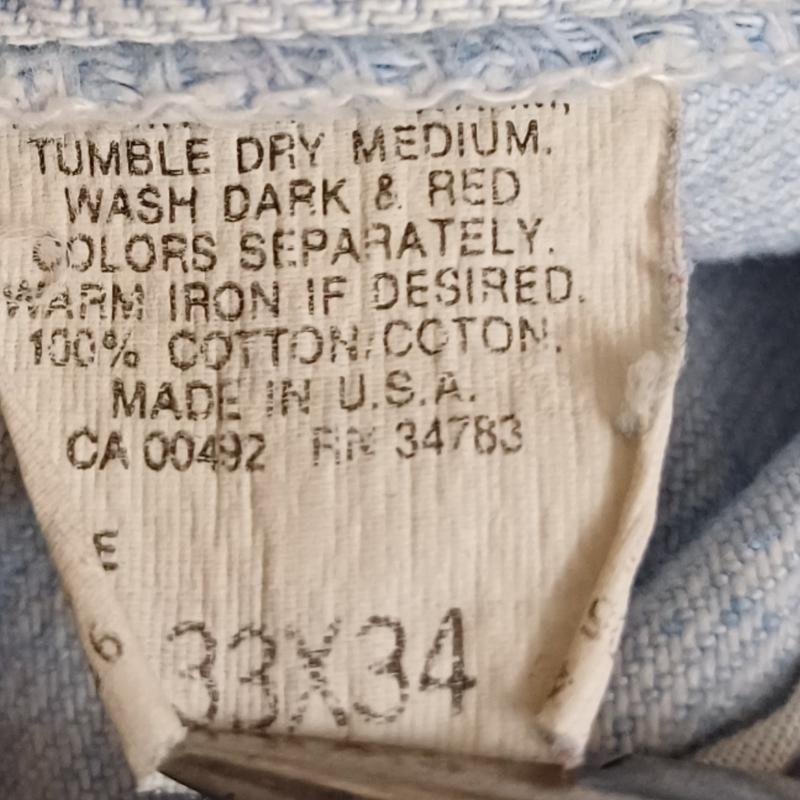 TUMBLE DRY MEDIUM.
WASH DARK & RED
COLORS SEPARATELY.
WARM IRON IF DESIRED.
100% COTTON/COTON.
MADE IN U.S.A.
CA 00492 RN 34783
E
6
33X34